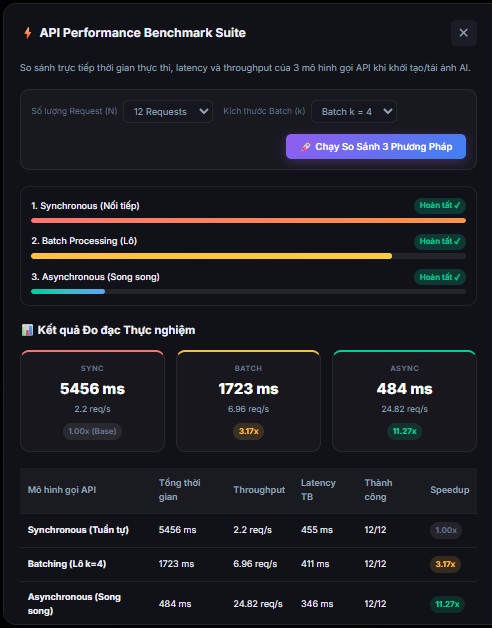 ⚡ API Performance Benchmark Suite ✕
So sánh trực tiếp thời gian thực thi, latency và throughput của 3 mô hình gọi API khi khởi tạo/tải ảnh AI.
Số lượng Request (N) 12 Requests Kích thước Batch (k) Batch k = 4
🚀 Chạy So Sánh 3 Phương Pháp
1. Synchronous (Nối tiếp) Hoàn tất ✓
2. Batch Processing (Lô) Hoàn tất ✓
3. Asynchronous (Song song) Hoàn tất ✓
📊 Kết quả Đo đạc Thực nghiệm
SYNC BATCH ASYNC
5456 ms 1723 ms 484 ms
2.2 req/s 6.96 req/s 24.82 req/s
1.00x (Base) 3.17x 11.27x
Mô hình gọi API Tổng thời gian Throughput Latency TB Thành công Speedup
Synchronous (Tuần tự) 5456 ms 2.2 req/s 455 ms 12/12 1.00x
Batching (Lô k=4) 1723 ms 6.96 req/s 411 ms 12/12 3.17x
Asynchronous (Song song) 484 ms 24.82 req/s 346 ms 12/12 11.27x